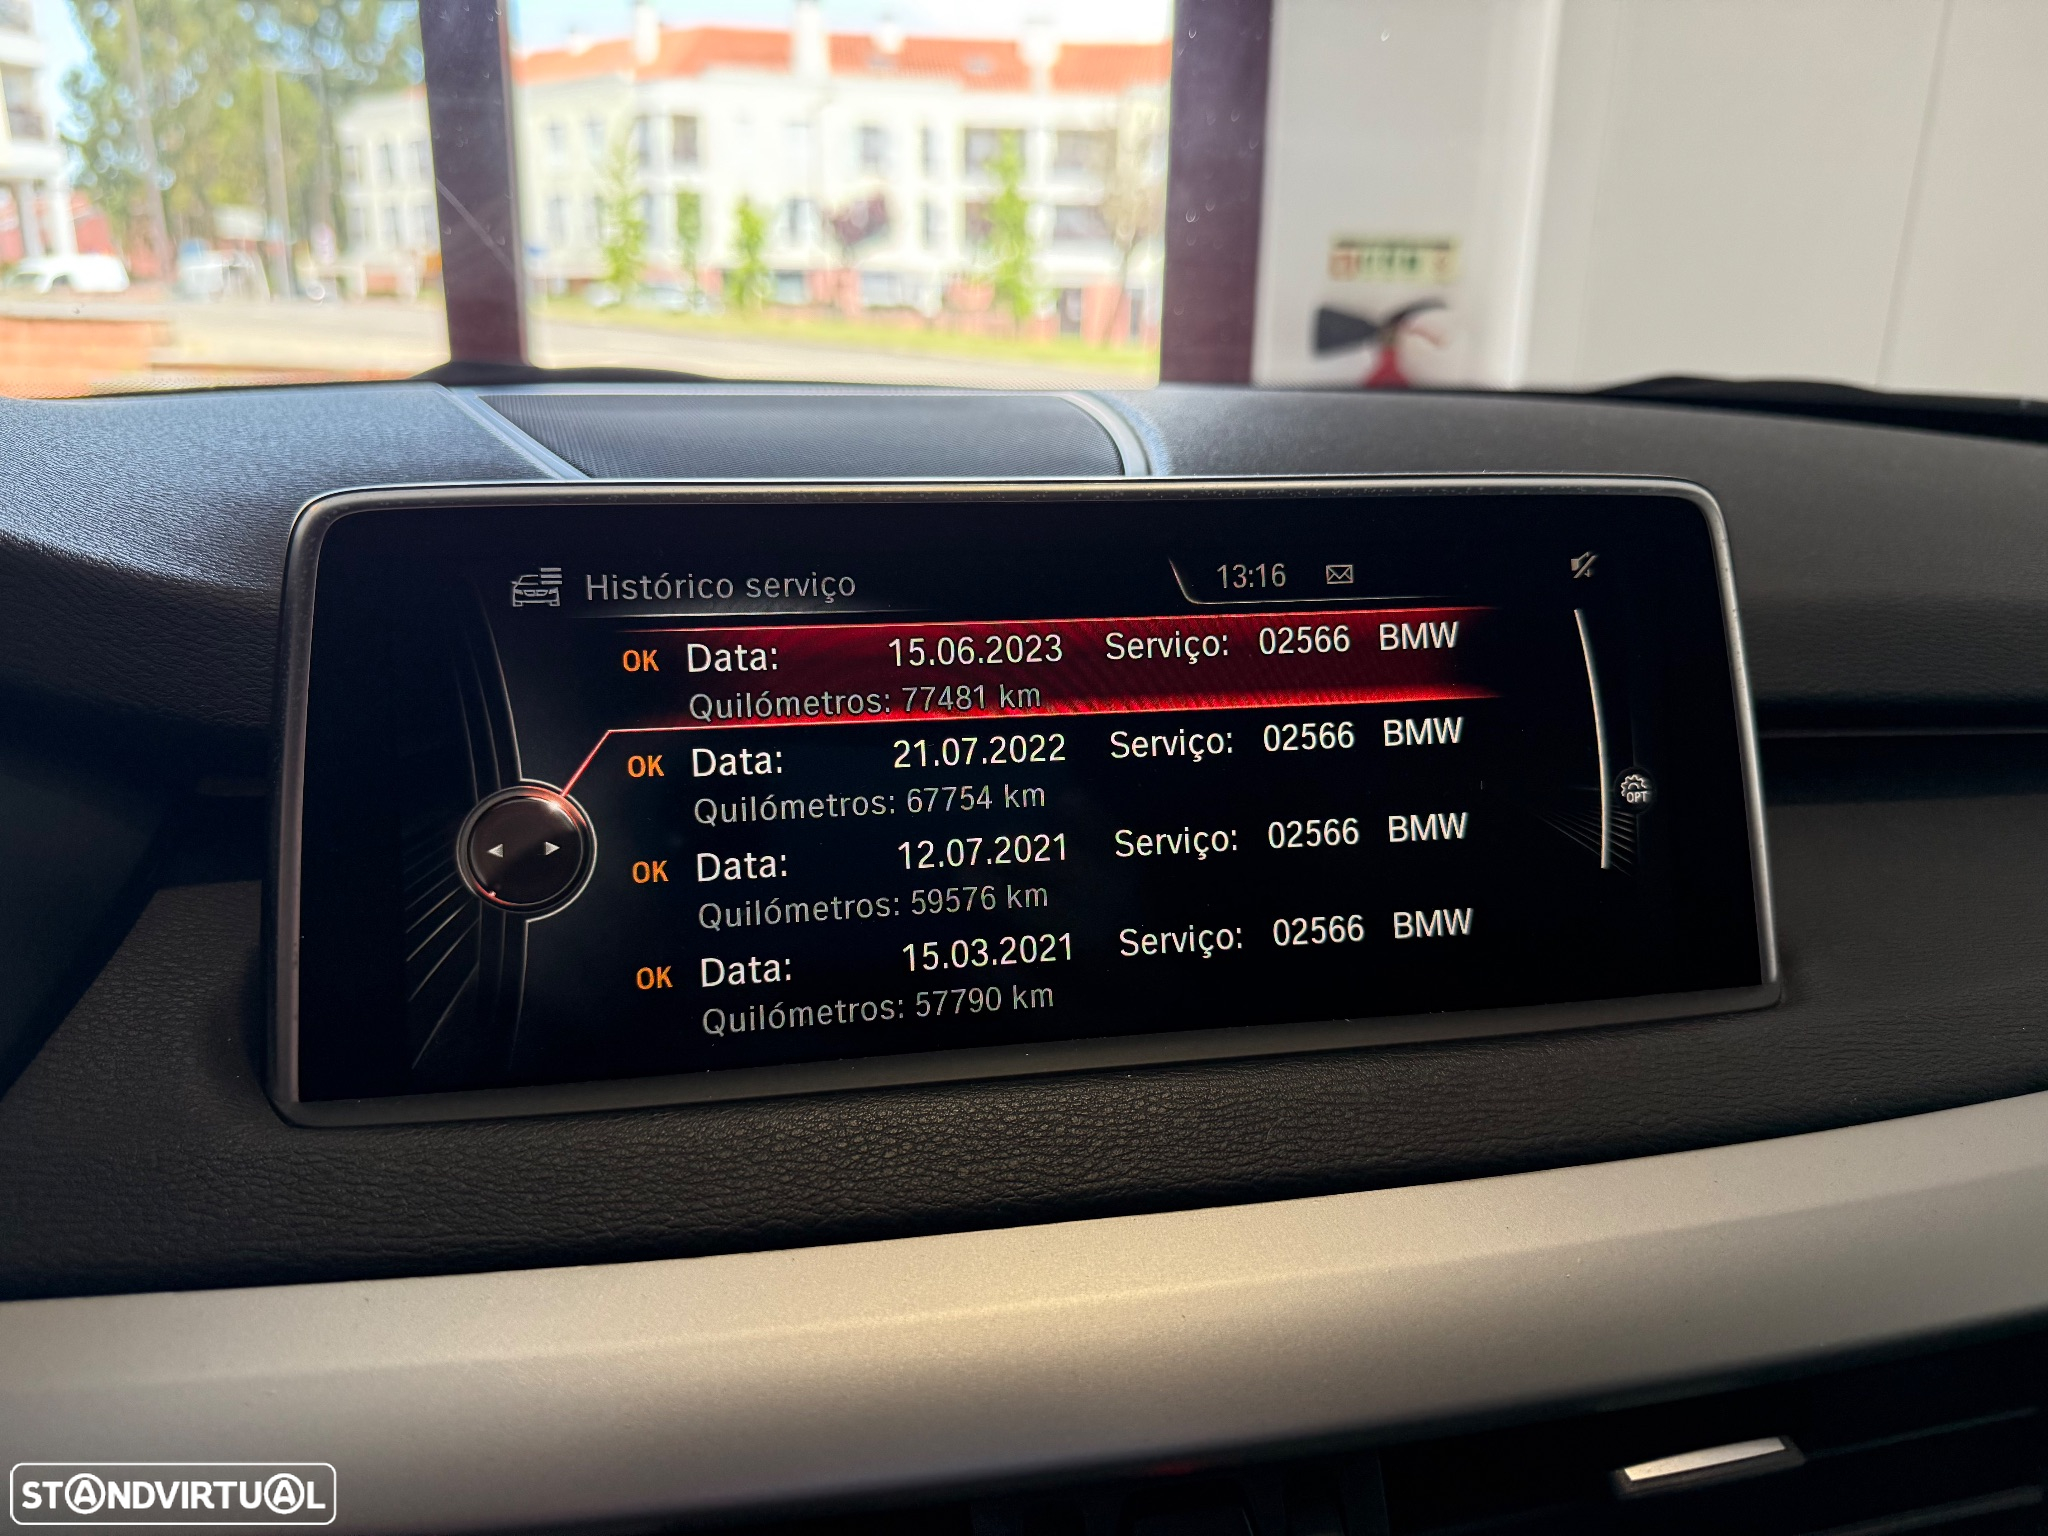 Histórico serviço
13:16
OK Data: 15.06.2023 Serviço: 02566 BMW
Quilómetros: 77481 km
OK Data: 21.07.2022 Serviço: 02566 BMW
Quilómetros: 67754 km
OK Data: 12.07.2021 Serviço: 02566 BMW
Quilómetros: 59576 km
OK Data: 15.03.2021 Serviço: 02566 BMW
Quilómetros: 57790 km
OPT
STANDVIRTUAL